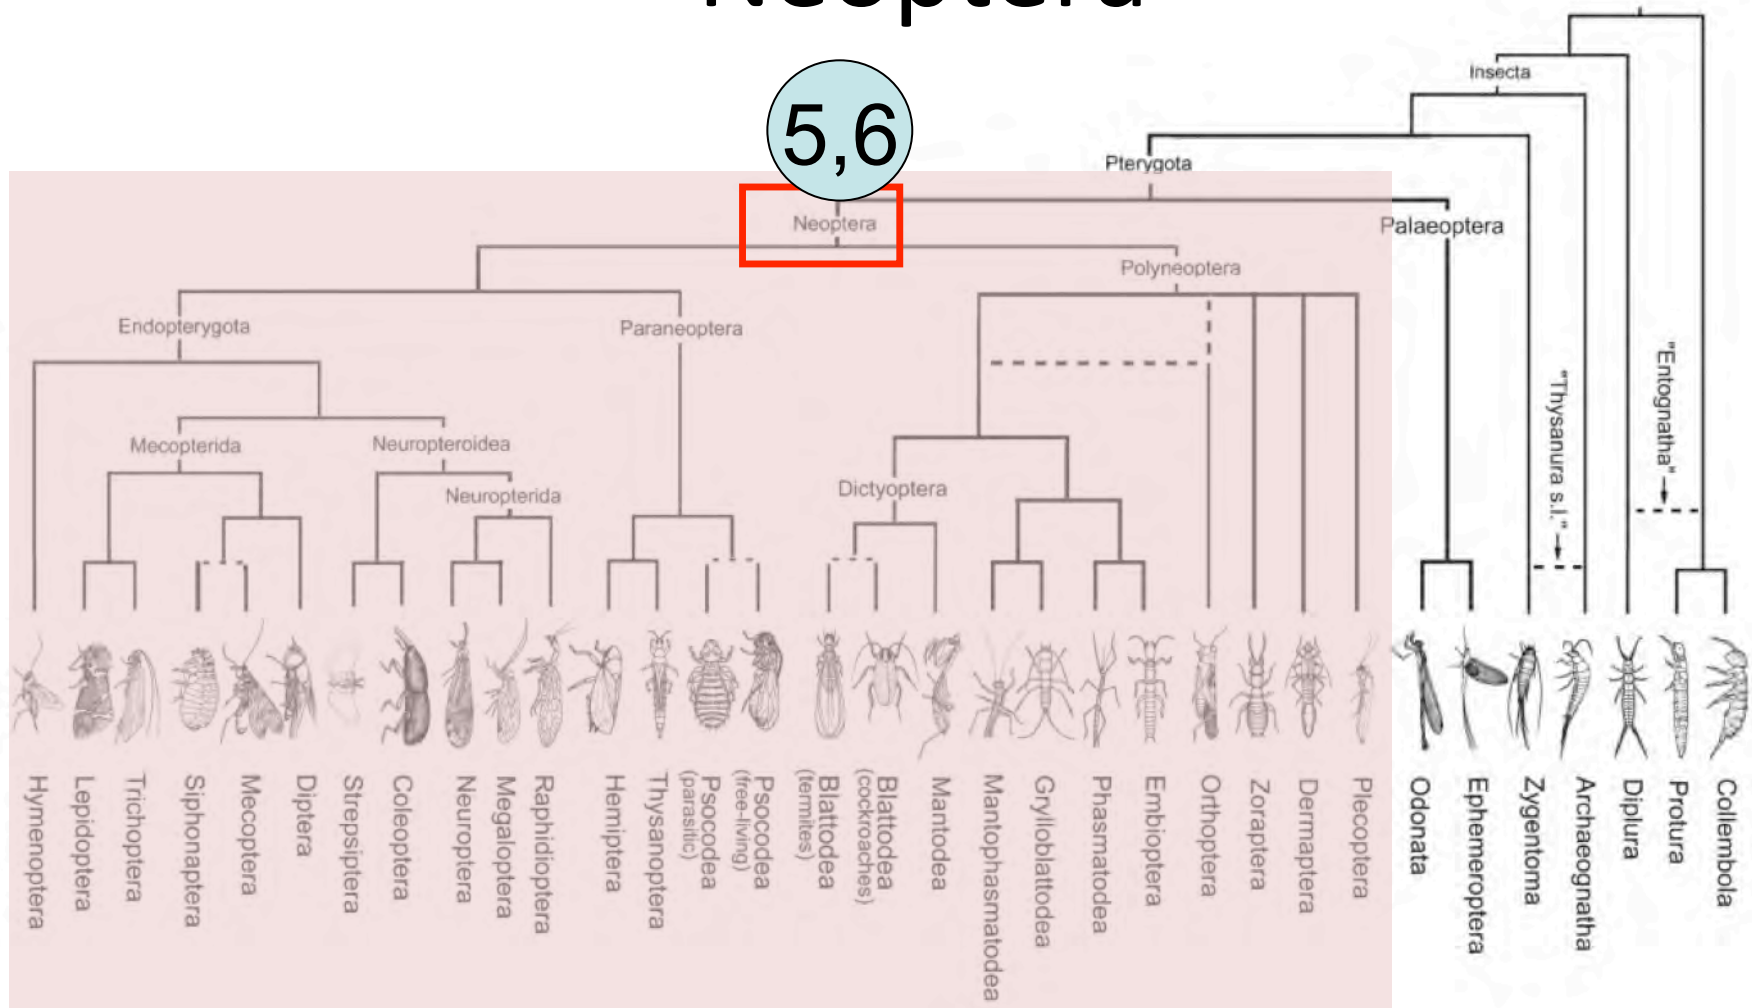 Neoptera
5,6
Insecta
Pterygota
Neoptera
Palaeoptera
Polyneoptera
Endopterygota
Paraneoptera
Mecopterida
Neuropteroidea
Neuropterida
Dictyoptera
"Thysanura s.l."
"Entognatha"
Hymenoptera
Lepidoptera
Trichoptera
Siphonaptera
Mecoptera
Diptera
Strepsiptera
Coleoptera
Neuroptera
Megaloptera
Raphidioptera
Hemiptera
Thysanoptera
Psocodea
(parasitic)
Psocodea
(free-living)
Blattodea
(termites)
Blattodea
(cockroaches)
Mantodea
Mantophasmatodea
Grylloblattodea
Phasmatodea
Embioptera
Orthoptera
Zoraptera
Dermaptera
Plecoptera
Odonata
Ephemeroptera
Zygentoma
Archaeognatha
Diplura
Protura
Collembola